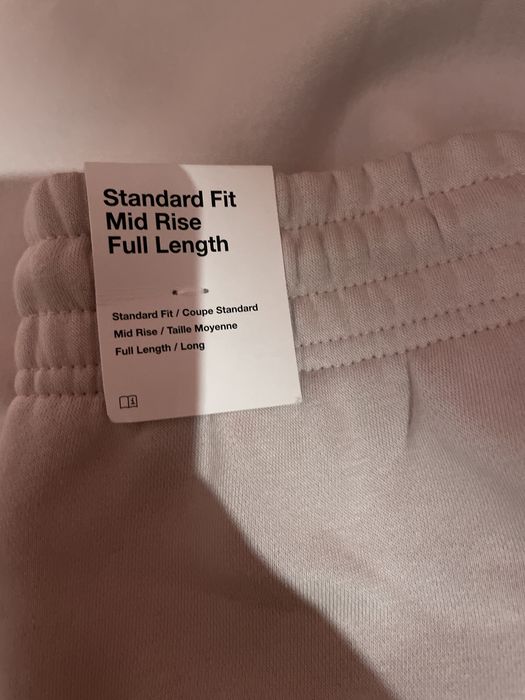 Standard Fit
Mid Rise
Full Length
Standard Fit / Coupe Standard
Mid Rise / Taille Moyenne
Full Length / Long